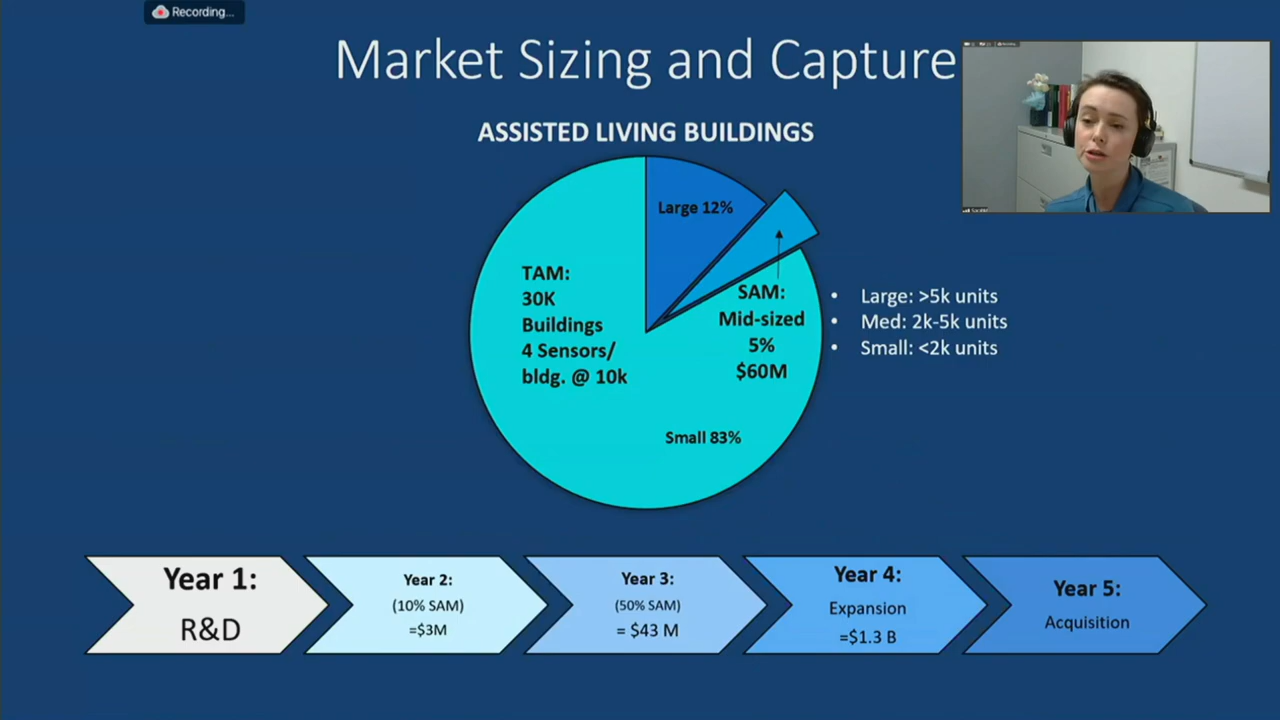 Recording...
Market Sizing and Capture
ASSISTED LIVING BUILDINGS
Large 12%
TAM:
30K
Buildings
4 Sensors/
bldg. @ 10k
SAM:
Mid-sized
5%
$60M
Small 83%
• Large: >5k units
• Med: 2k-5k units
• Small: <2k units
Year 1:
R&D
Year 2:
(10% SAM)
=$3M
Year 3:
(50% SAM)
= $43 M
Year 4:
Expansion
=$1.3 B
Year 5:
Acquisition